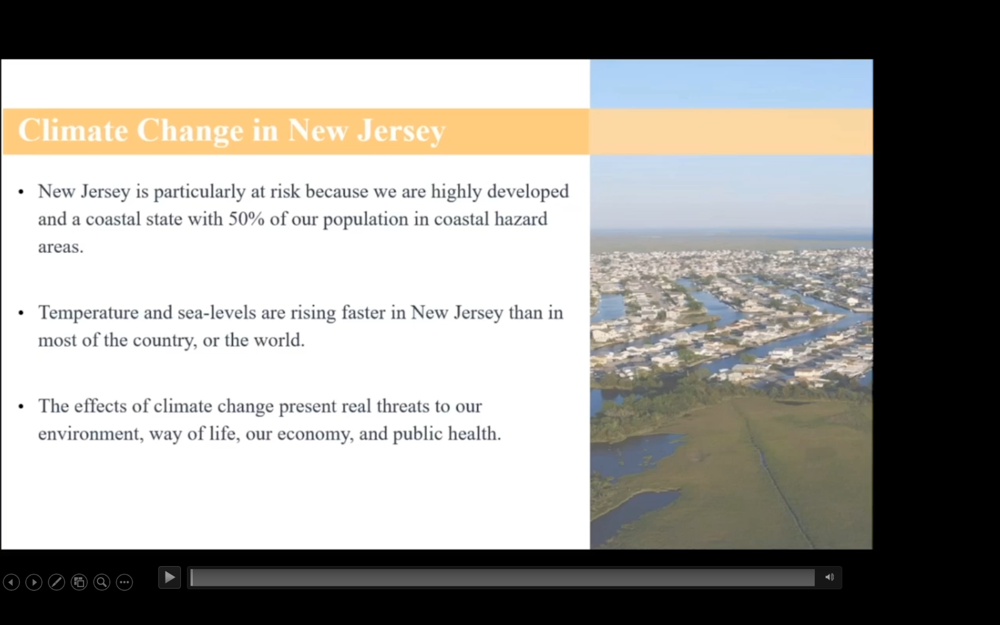 Climate Change in New Jersey
• New Jersey is particularly at risk because we are highly developed
and a coastal state with 50% of our population in coastal hazard
areas.
• Temperature and sea-levels are rising faster in New Jersey than in
most of the country, or the world.
• The effects of climate change present real threats to our
environment, way of life, our economy, and public health.